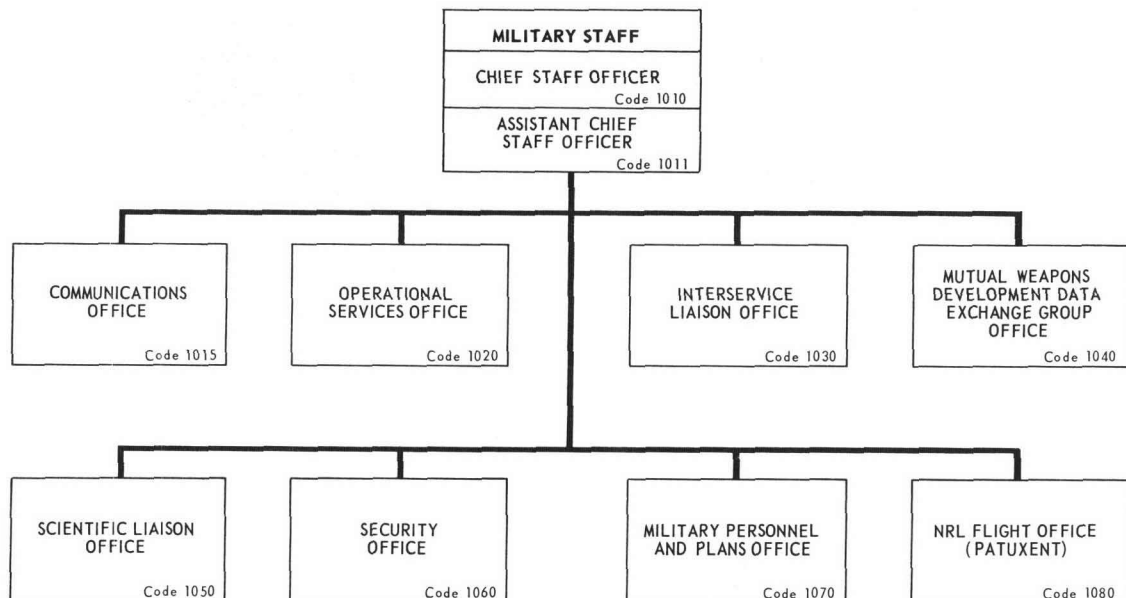 MILITARY STAFF
CHIEF STAFF OFFICER
Code 1010
ASSISTANT CHIEF
STAFF OFFICER
Code 1011
COMMUNICATIONS
OFFICE
Code 1015
OPERATIONAL
SERVICES OFFICE
Code 1020
INTERSERVICE
LIAISON OFFICE
Code 1030
MUTUAL WEAPONS
DEVELOPMENT DATA
EXCHANGE GROUP
OFFICE
Code 1040
SCIENTIFIC LIAISON
OFFICE
Code 1050
SECURITY
OFFICE
Code 1060
MILITARY PERSONNEL
AND PLANS OFFICE
Code 1070
NRL FLIGHT OFFICE
(PATUXENT)
Code 1080